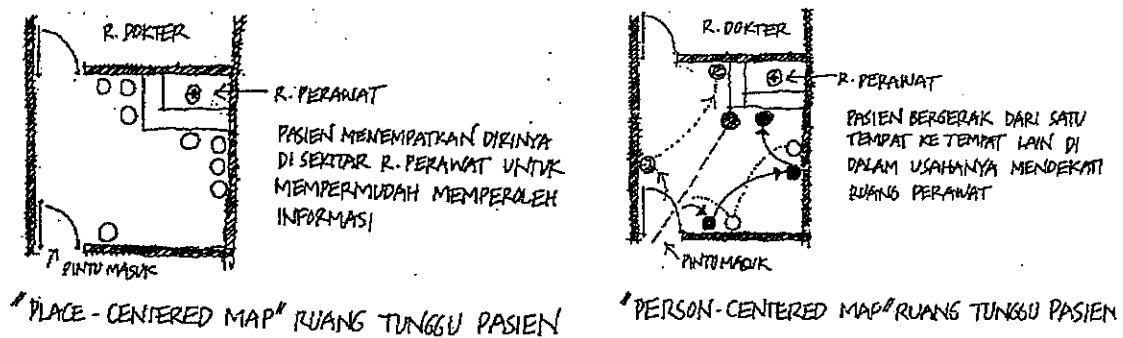 R. DOKTER
R. PERAWAT
PASIEN MENEMPATKAN DIRINYA
DI SEKITAR R. PERAWAT UNTUK
MEMPERMUDAH MEMPEROLEH
INFORMASI
PINTU MASUK
"PLACE-CENTERED MAP" RUANG TUNGGU PASIEN
R. DOKTER
R. PERAWAT
PASIEN BERGERAK DARI SATU
TEMPAT KE TEMPAT LAIN DI
DALAM USAHANYA MENDEKATI
RUANG PERAWAT
PINTU MASUK
"PERSON-CENTERED MAP" RUANG TUNGGU PASIEN